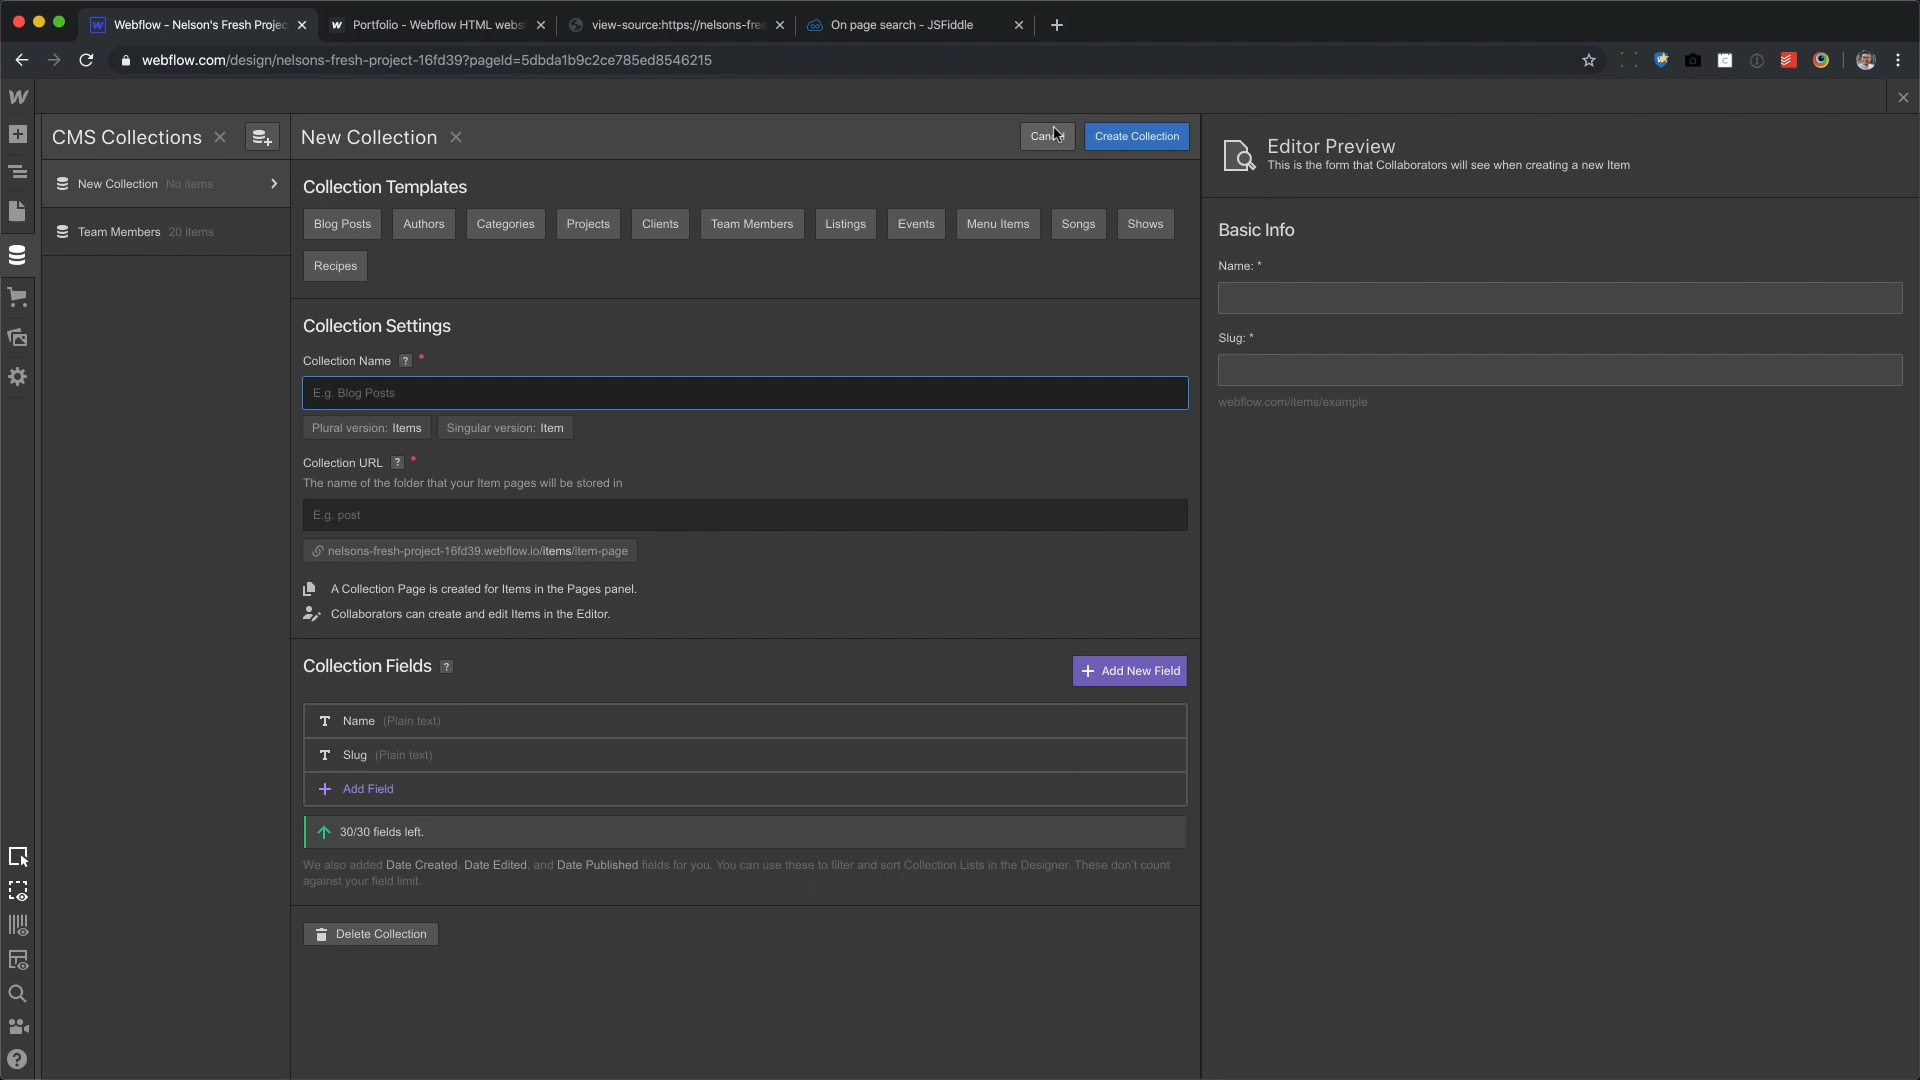 Webflow - Nelson's Fresh Projec
Portfolio - Webflow HTML webs
view-source:https://nelsons-fres
On page search - JSFiddle
webflow.com/design/nelsons-fresh-project-16fd39?pageId=5dbda1b9c2ce785ed8546215
CMS Collections
New Collection
Cancel
Create Collection
Editor Preview
This is the form that Collaborators will see when creating a new Item
New Collection No items
Team Members 20 items
Collection Templates
Blog Posts
Authors
Categories
Projects
Clients
Team Members
Listings
Events
Menu Items
Songs
Shows
Recipes
Basic Info
Name: *
Slug: *
webflow.com/items/example
Collection Settings
Collection Name ? *
E.g. Blog Posts
Plural version: Items
Singular version: Item
Collection URL ? *
The name of the folder that your Item pages will be stored in
E.g. post
nelsons-fresh-project-16fd39.webflow.io/items/item-page
A Collection Page is created for Items in the Pages panel.
Collaborators can create and edit Items in the Editor.
Collection Fields ?
Add New Field
Name (Plain text)
Slug (Plain text)
Add Field
30/30 fields left.
We also added Date Created, Date Edited, and Date Published fields for you. You can use these to filter and sort Collection Lists in the Designer. These don't count
against your field limit.
Delete Collection